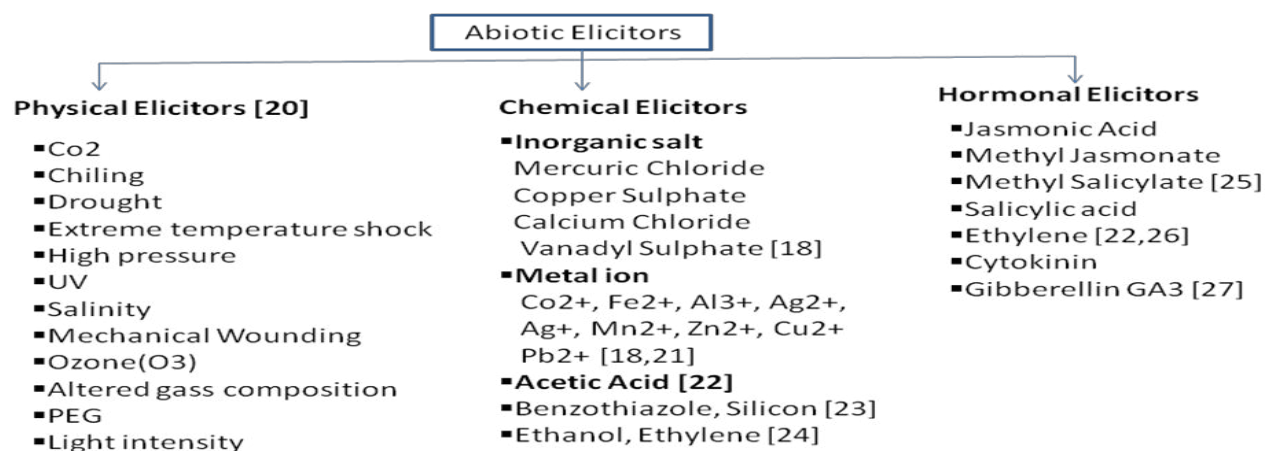 Abiotic Elicitors
Physical Elicitors [20]
▪Co2
▪Chiling
▪Drought
▪Extreme temperature shock
▪High pressure
▪UV
▪Salinity
▪Mechanical Wounding
▪Ozone(O3)
▪Altered gass composition
▪PEG
▪Light intensity
Chemical Elicitors
▪Inorganic salt
Mercuric Chloride
Copper Sulphate
Calcium Chloride
Vanadyl Sulphate [18]
▪Metal ion
Co2+, Fe2+, Al3+, Ag2+,
Ag+, Mn2+, Zn2+, Cu2+
Pb2+ [18,21]
▪Acetic Acid [22]
▪Benzothiazole, Silicon [23]
▪Ethanol, Ethylene [24]
Hormonal Elicitors
▪Jasmonic Acid
▪Methyl Jasmonate
▪Methyl Salicylate [25]
▪Salicylic acid
▪Ethylene [22,26]
▪Cytokinin
▪Gibberellin GA3 [27]